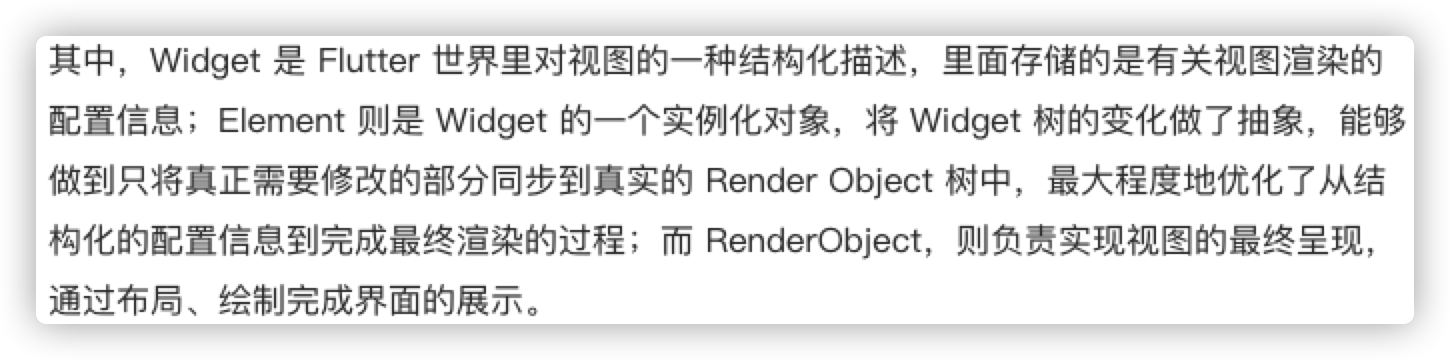 其中，Widget 是 Flutter 世界里对视图的一种结构化描述，里面存储的是有关视图渲染的
配置信息；Element 则是 Widget 的一个实例化对象，将 Widget 树的变化做了抽象，能够
做到只将真正需要修改的部分同步到真实的 Render Object 树中，最大程度地优化了从结
构化的配置信息到完成最终渲染的过程；而 RenderObject，则负责实现视图的最终呈现，
通过布局、绘制完成界面的展示。